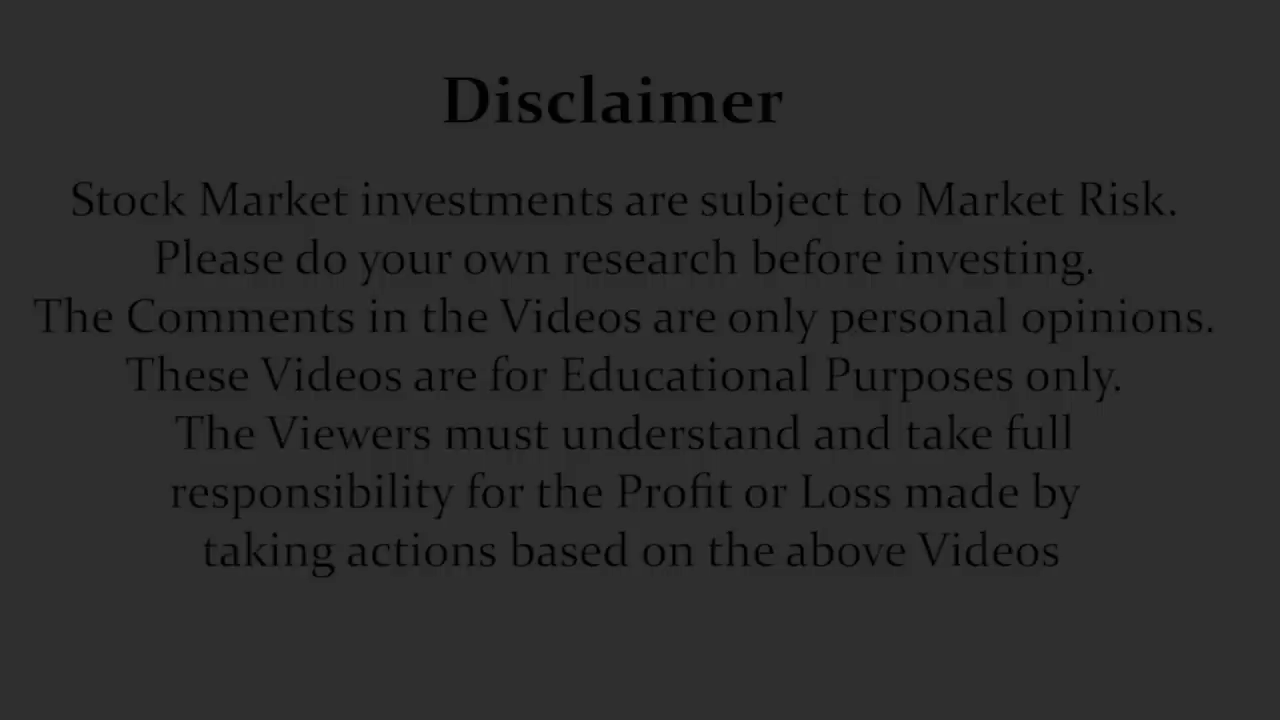 Disclaimer
Stock Market investments are subject to Market Risk.
Please do your own research before investing.
The Comments in the Videos are only personal opinions.
These Videos are for Educational Purposes only.
The Viewers must understand and take full
responsibility for the Profit or Loss made by
taking actions based on the above Videos